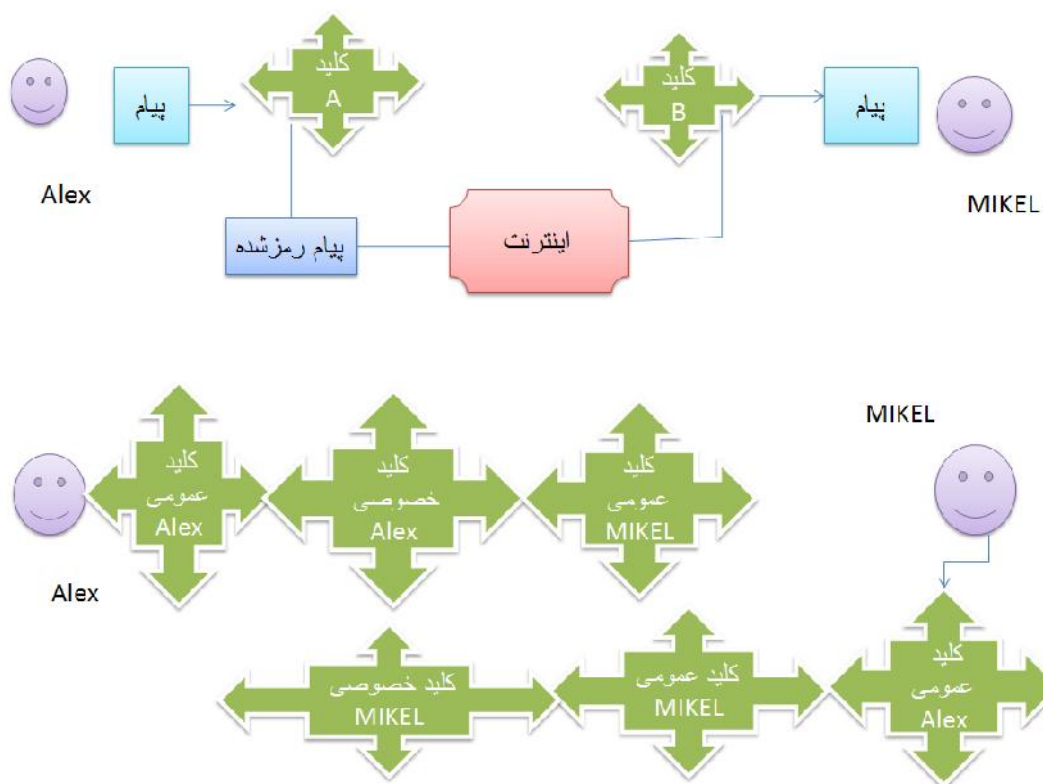 کلید
A
کلید
B
پیام
پیام
Alex
MIKEL
پیام رمزشده
اینترنت
MIKEL
کلید
عمومی
Alex
کلید
خصوصی
Alex
کلید
عمومی
MIKEL
Alex
کلید خصوصی
MIKEL
کلید عمومی
MIKEL
کلید
عمومی
Alex